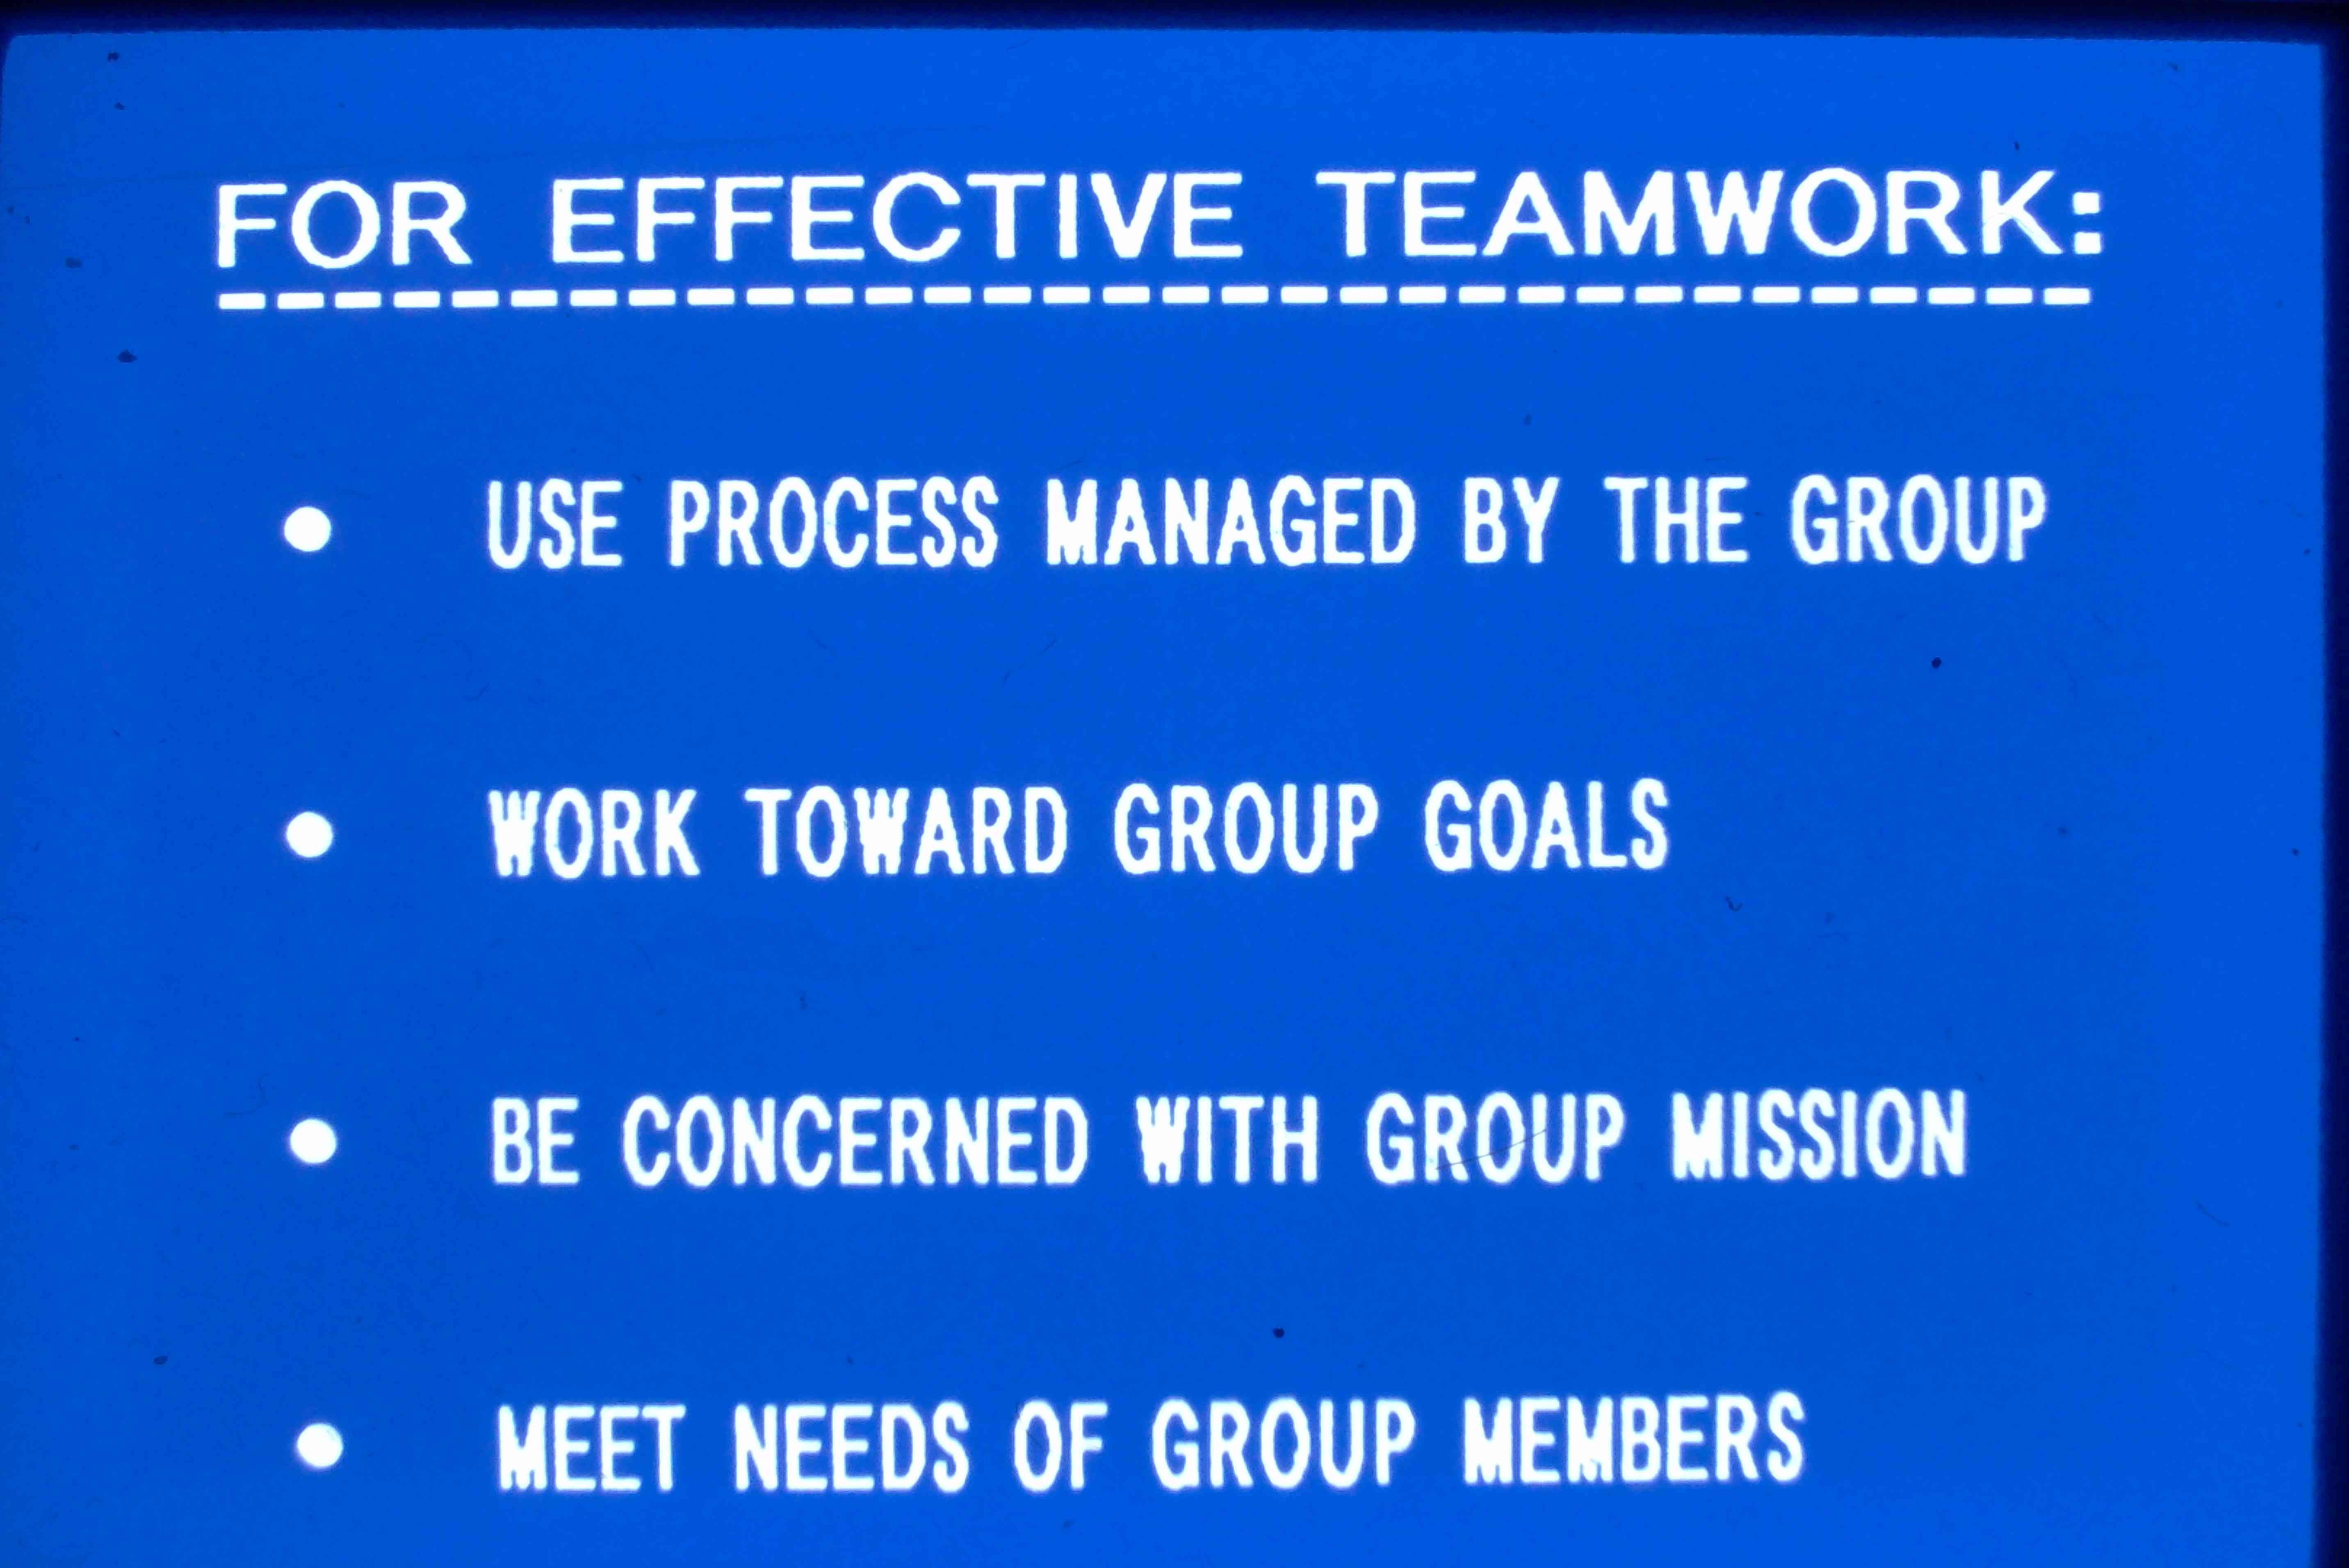 FOR EFFECTIVE TEAMWORK:
● USE PROCESS MANAGED BY THE GROUP
● WORK TOWARD GROUP GOALS
● BE CONCERNED WITH GROUP MISSION
● MEET NEEDS OF GROUP MEMBERS